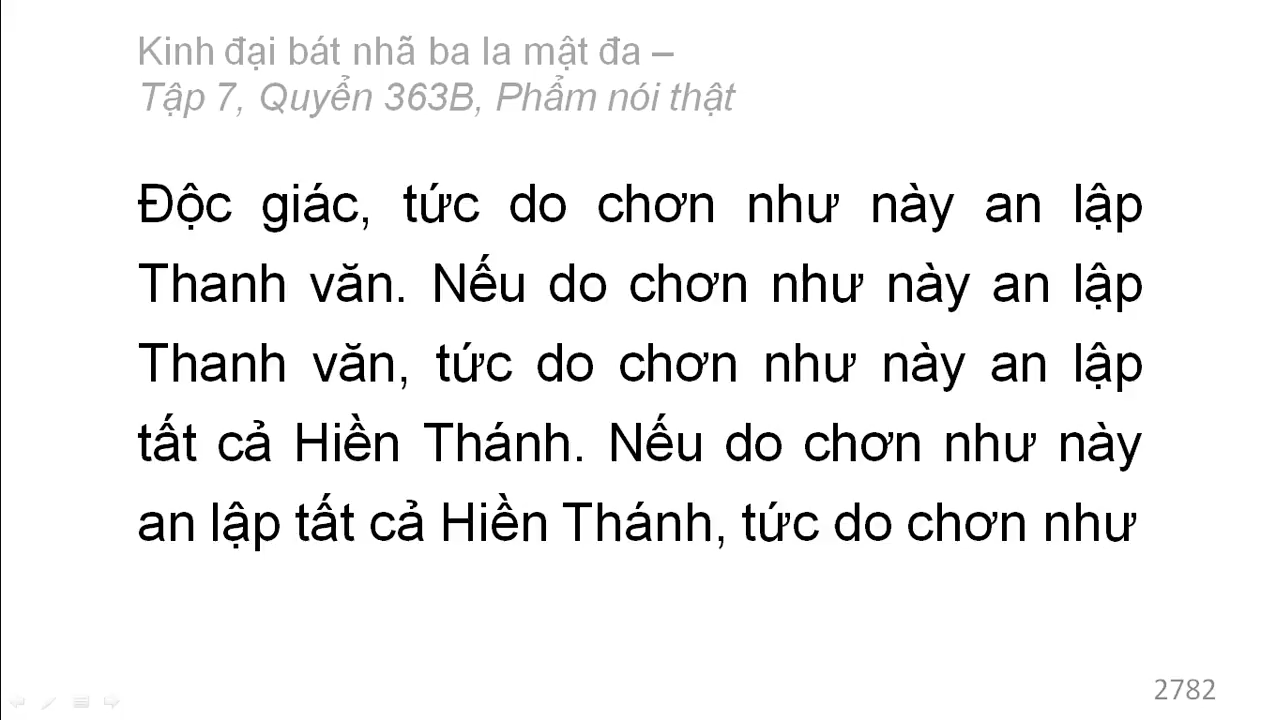 Kinh đại bát nhã ba la mật đa –
Tập 7, Quyển 363B, Phẩm nói thật
Độc giác, tức do chơn như này an lập
Thanh văn. Nếu do chơn như này an lập
Thanh văn, tức do chơn như này an lập
tất cả Hiền Thánh. Nếu do chơn như này
an lập tất cả Hiền Thánh, tức do chơn như
2782